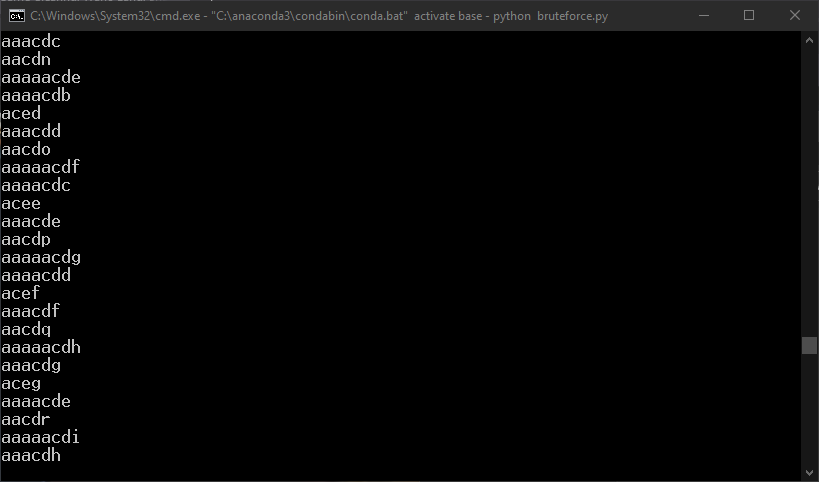 C:\Windows\System32\cmd.exe - "C:\anaconda3\condabin\conda.bat" activate base - python bruteforce.py
aaacdc
aacdn
aaaaacde
aaaacdb
aced
aaacdd
aacdo
aaaaacdf
aaaacdc
acee
aaacde
aacdp
aaaaacdg
aaaacdd
acef
aaacdf
aacdq
aaaaacdh
aaacdg
aceg
aaaacde
aacdr
aaaaacdi
aaacdh